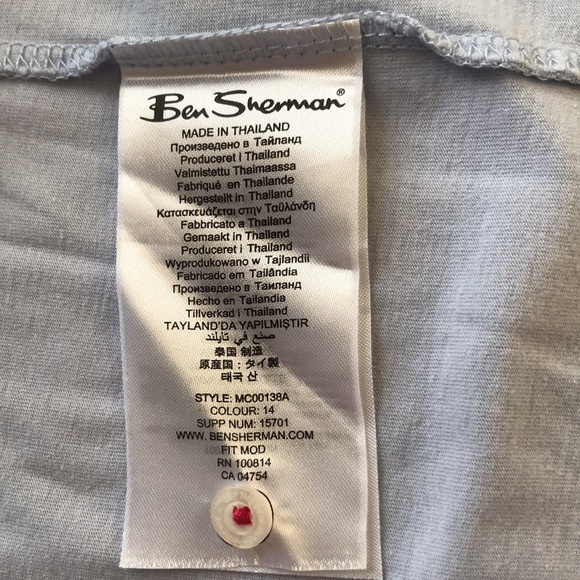 Ben Sherman®
MADE IN THAILAND
Произведено в Тайланд
Produceret i Thailand
Valmistettu Thaimaassa
Fabriqué en Thailande
Hergestellt in Thailand
Κατασκευάζεται στην Ταϋλάνδη
Fabbricato a Thailand
Gemaakt in Thailand
Produceret i Thailand
Wyprodukowano w Tajlandii
Fabricado em Tailândia
Произведено в Таиланд
Hecho en Tailandia
Tillverkad i Thailand
TAYLAND'DA YAPILMIŞTIR
صنع في تايلند
泰国 制造
原産国：タイ製
태국 산
STYLE: MC00138A
COLOUR: 14
SUPP NUM: 15701
WWW.BENSHERMAN.COM
FIT MOD
RN 100814
CA 04754